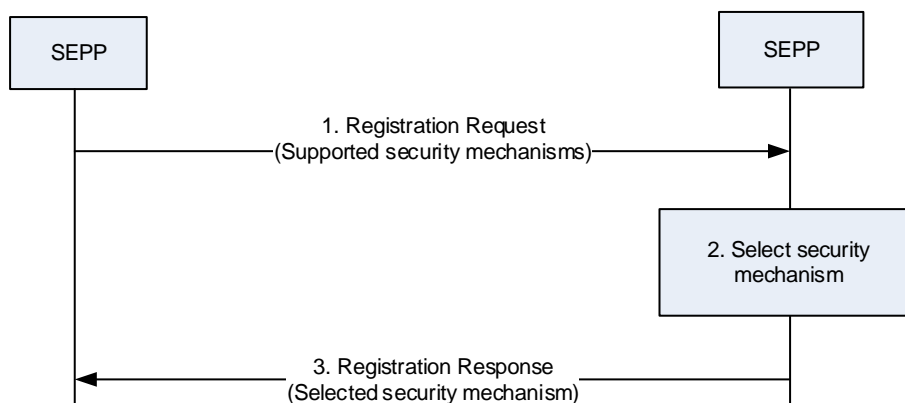 SEPP
SEPP
1. Registration Request
(Supported security mechanisms)
2. Select security
mechanism
3. Registration Response
(Selected security mechanism)